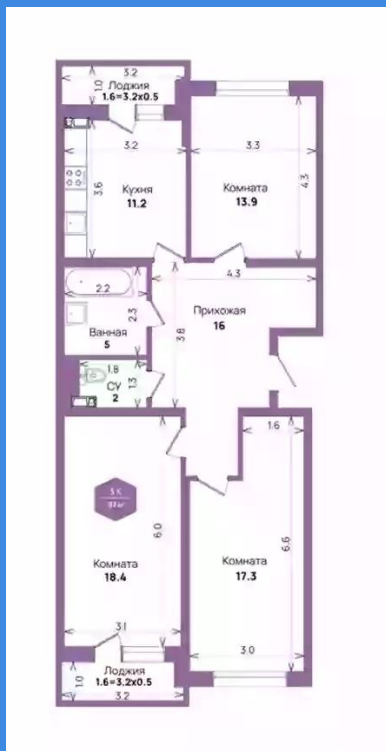 3.2
Лоджия
1.0
1.6=3.2x0.5
3.2
3.3
3.6
Кухня
11.2
Комната
13.9
4.3
4.3
2.2
2.3
3.8
Прихожая
16
Ванная
5
1.8
1.3
СУ
2
1.6
3 К
6.0
6.6
Комната
18.4
Комната
17.3
3.1
3.0
Лоджия
1.0
1.6=3.2x0.5
3.2